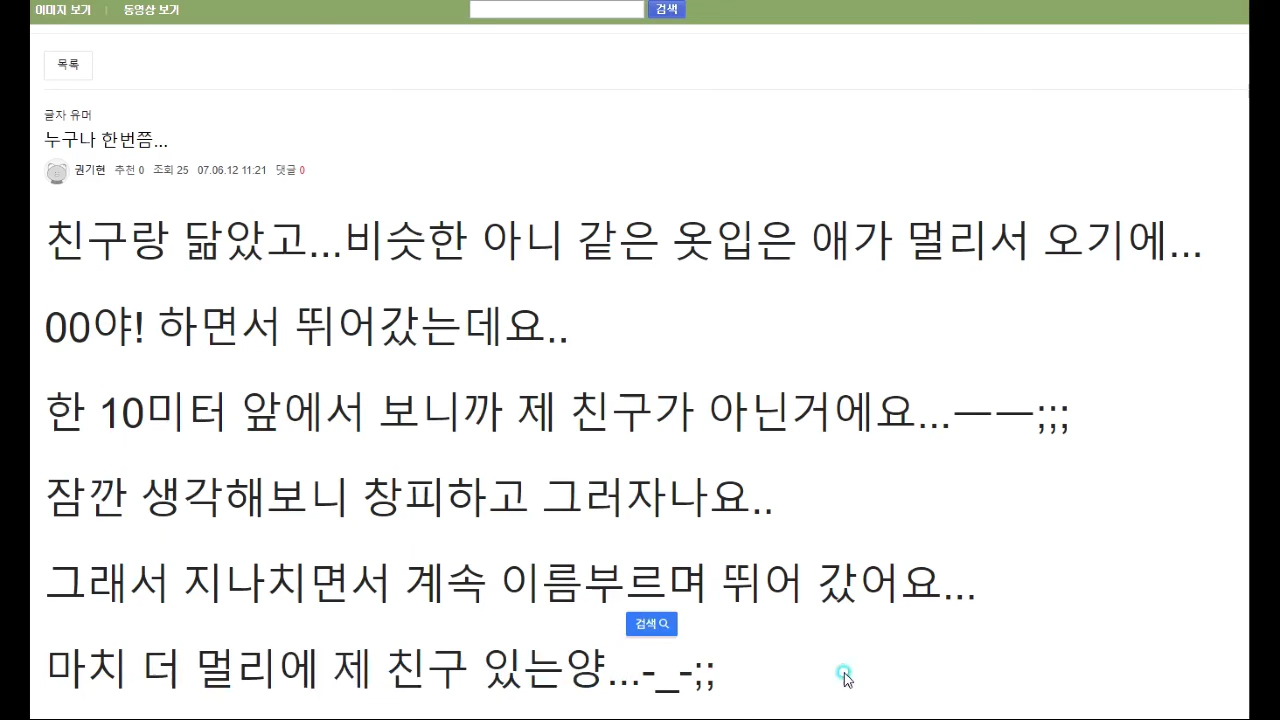 이미지 보기 | 동영상 보기 검색
목록
글자 유머
누구나 한번쯤...
권기현 추천 0 조회 25 07.06.12 11:21 댓글 0
친구랑 닮았고...비슷한 아니 같은 옷입은 애가 멀리서 오기에...
00야! 하면서 뛰어갔는데요..
한 10미터 앞에서 보니까 제 친구가 아닌거에요...ㅡㅡ;;;
잠깐 생각해보니 창피하고 그러자나요..
그래서 지나치면서 계속 이름부르며 뛰어 갔어요...
검색
마치 더 멀리에 제 친구 있는양...-_-;;